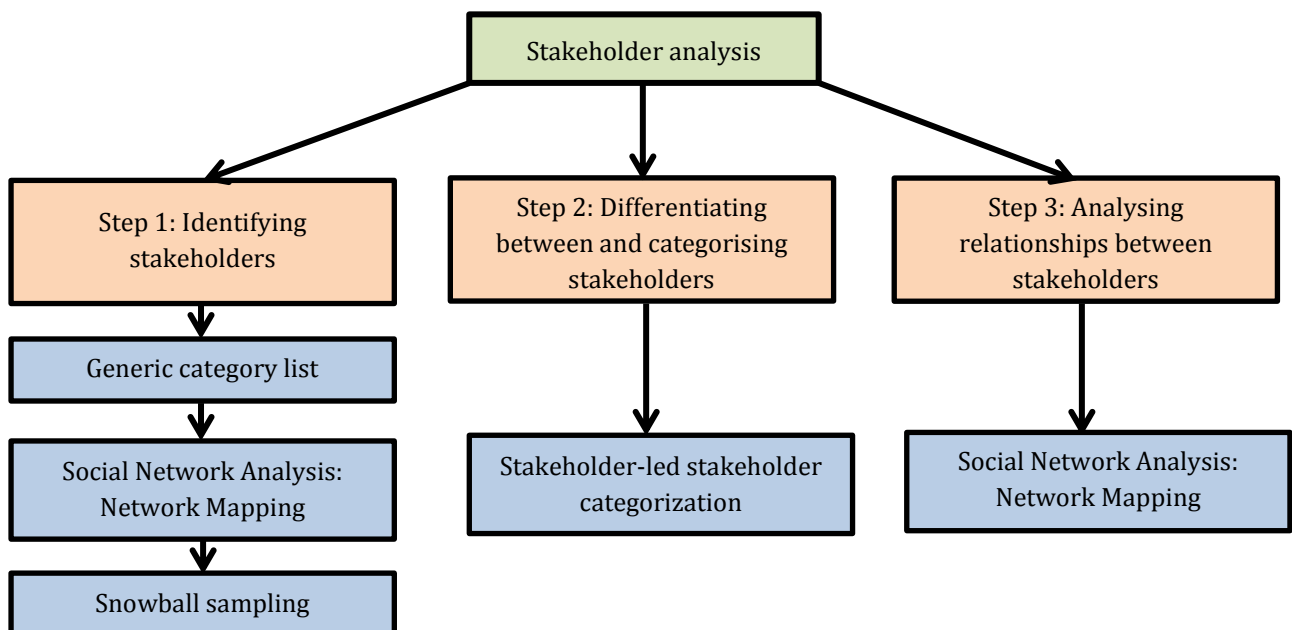 Stakeholder analysis
Step 1: Identifying
stakeholders
Step 2: Differentiating
between and categorising
stakeholders
Step 3: Analysing
relationships between
stakeholders
Generic category list
Social Network Analysis:
Network Mapping
Snowball sampling
Stakeholder-led stakeholder
categorization
Social Network Analysis:
Network Mapping